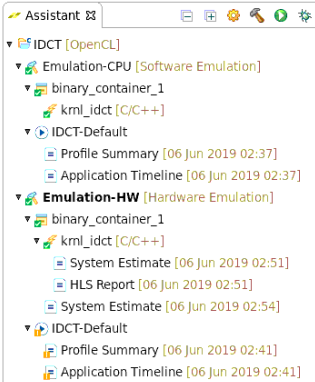 Assistant
IDCT [OpenCL]
Emulation-CPU [Software Emulation]
binary_container_1
krnl_idct [C/C++]
IDCT-Default
Profile Summary [06 Jun 2019 02:37]
Application Timeline [06 Jun 2019 02:37]
Emulation-HW [Hardware Emulation]
binary_container_1
krnl_idct [C/C++]
System Estimate [06 Jun 2019 02:51]
HLS Report [06 Jun 2019 02:51]
System Estimate [06 Jun 2019 02:54]
IDCT-Default
Profile Summary [06 Jun 2019 02:41]
Application Timeline [06 Jun 2019 02:41]